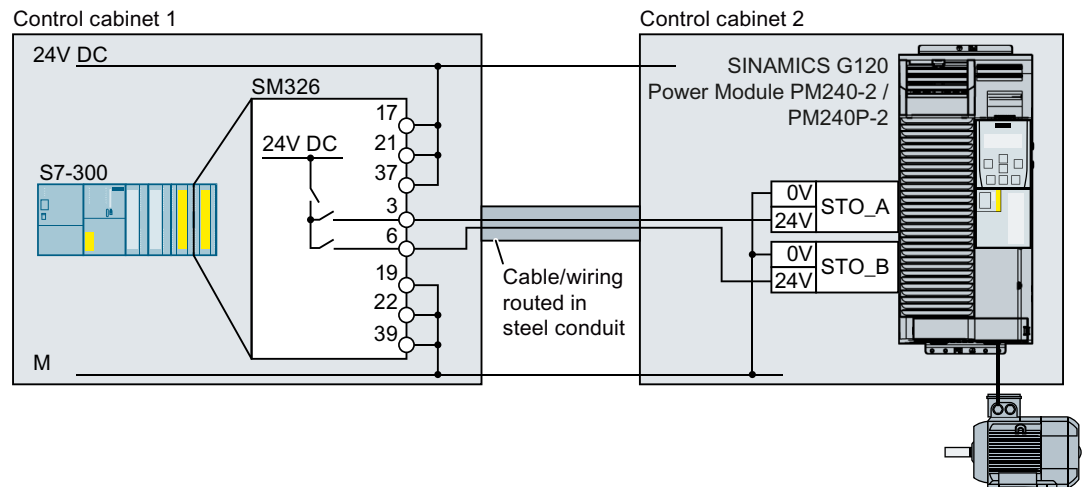 Control cabinet 1
Control cabinet 2
24V DC
SINAMICS G120
Power Module PM240-2 /
PM240P-2
SM326
17
24V DC
21
S7-300
37
3
0V
STO_A
24V
6
0V
STO_B
24V
19
Cable/wiring
routed in
steel conduit
22
39
M